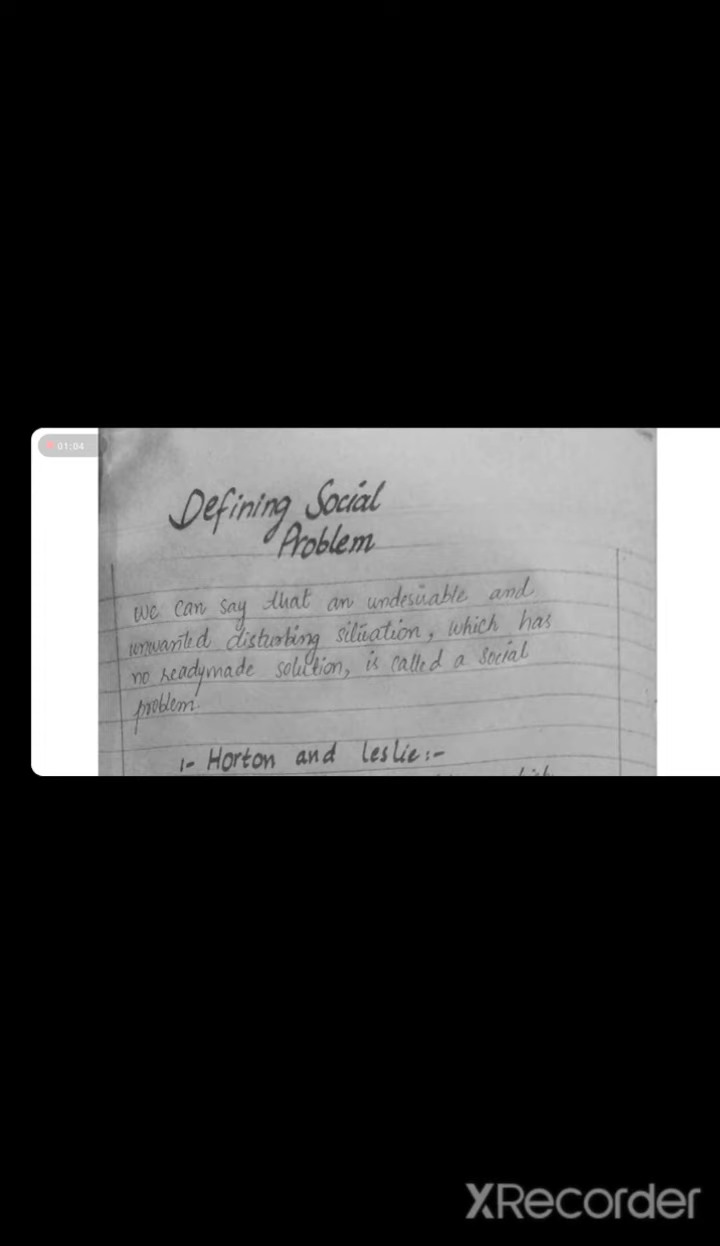 01:04
Defining Social
Problem
We can say that an undesirable and
unwanted disturbing situation, which has
no readymade solution, is called a social
problem.
1- Horton and Leslie:-
XRecorder